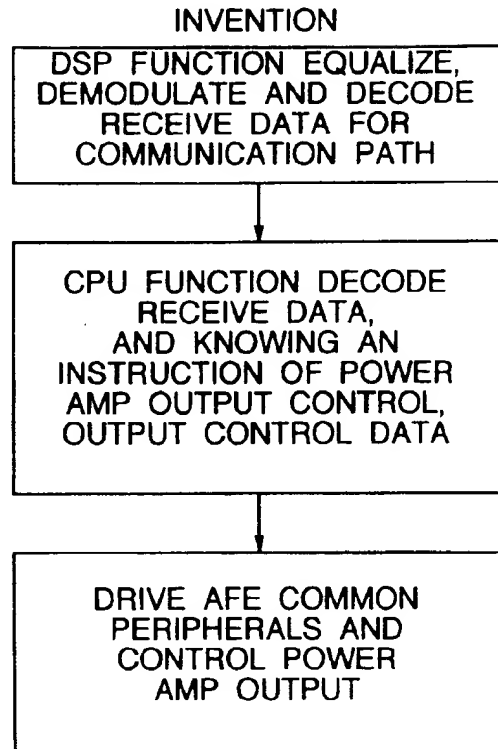 INVENTION
DSP FUNCTION EQUALIZE,
DEMODULATE AND DECODE
RECEIVE DATA FOR
COMMUNICATION PATH
CPU FUNCTION DECODE
RECEIVE DATA,
AND KNOWING AN
INSTRUCTION OF POWER
AMP OUTPUT CONTROL,
OUTPUT CONTROL DATA
DRIVE AFE COMMON
PERIPHERALS AND
CONTROL POWER
AMP OUTPUT